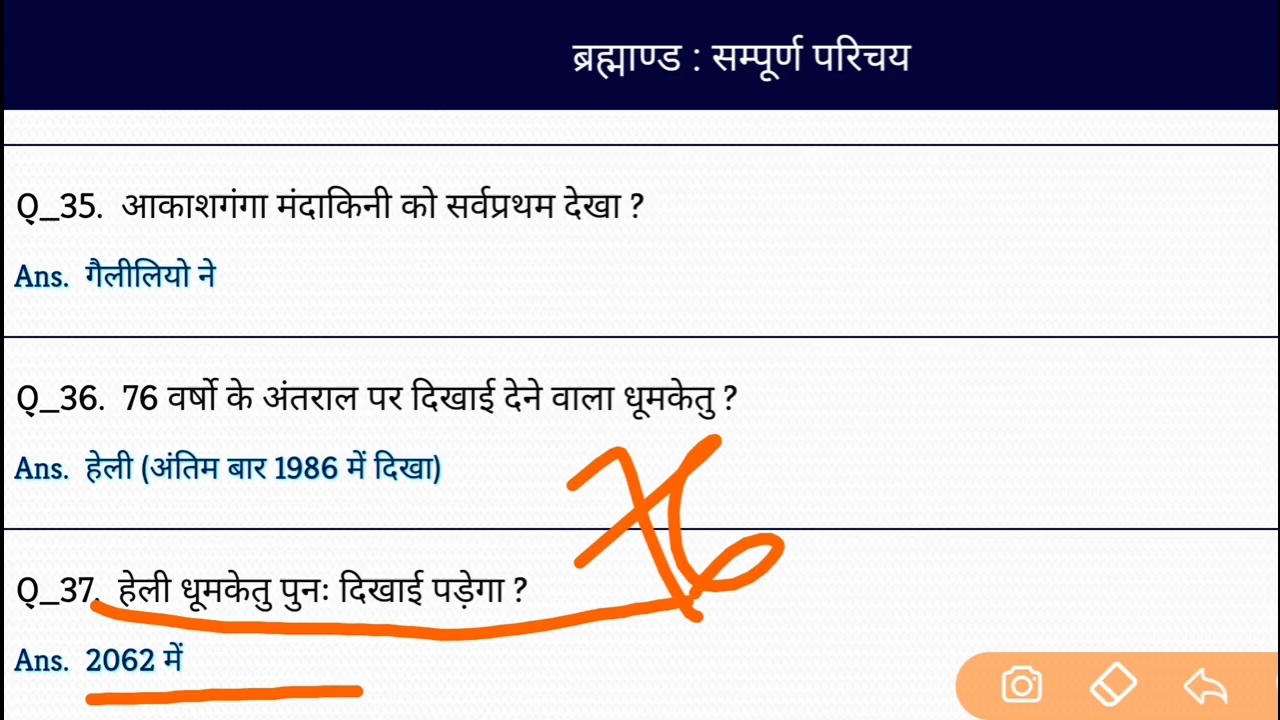 ब्रह्माण्ड : सम्पूर्ण परिचय
Q_35. आकाशगंगा मंदाकिनी को सर्वप्रथम देखा ?
Ans. गैलीलियो ने
Q_36. 76 वर्षो के अंतराल पर दिखाई देने वाला धूमकेतु ?
Ans. हेली (अंतिम बार 1986 में दिखा)
Q_37. हेली धूमकेतु पुनः दिखाई पड़ेगा ?
Ans. 2062 में